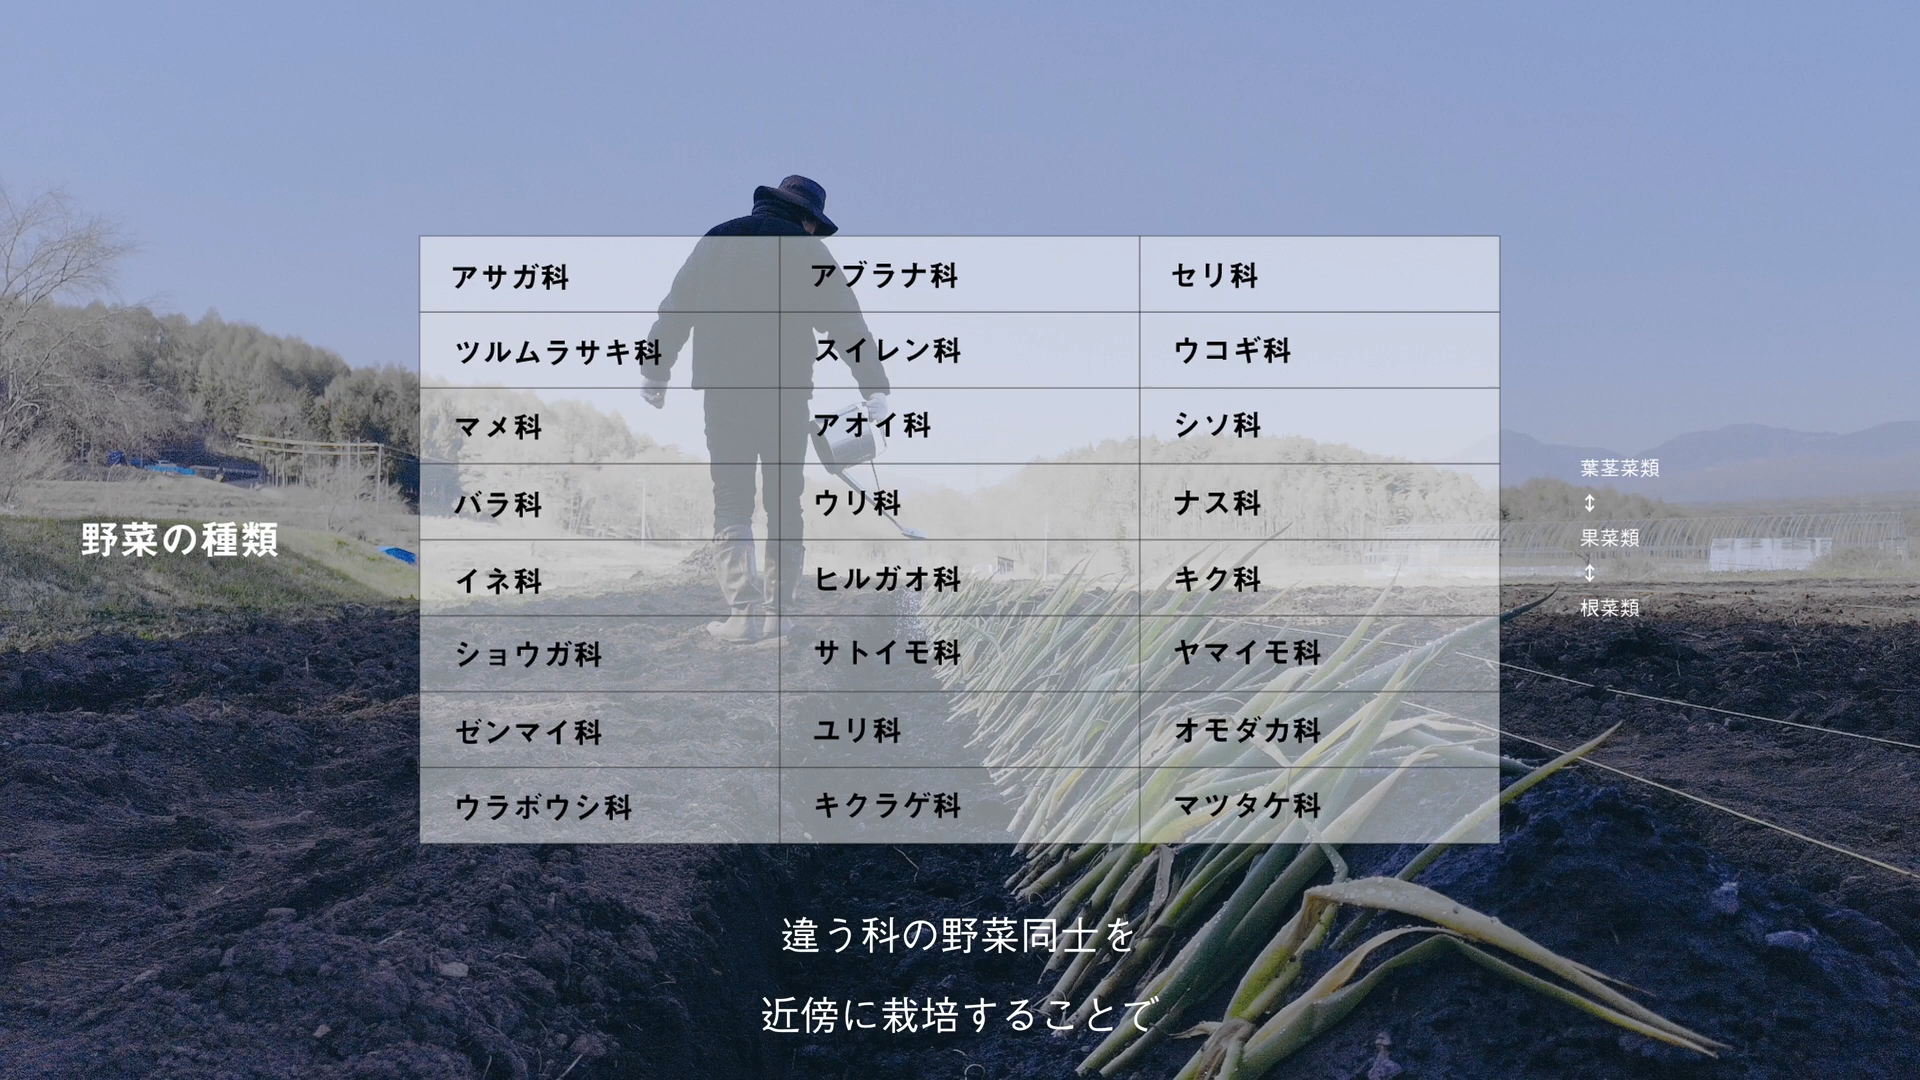 野菜の種類
アサガ科 アブラナ科 セリ科
ツルムラサキ科 スイレン科 ウコギ科
マメ科 アオイ科 シソ科
バラ科 ウリ科 ナス科
イネ科 ヒルガオ科 キク科
ショウガ科 サトイモ科 ヤマイモ科
ゼンマイ科 ユリ科 オモダカ科
ウラボウシ科 キクラゲ科 マツタケ科
葉茎菜類
↕
果菜類
↕
根菜類
違う科の野菜同士を
近傍に栽培することで